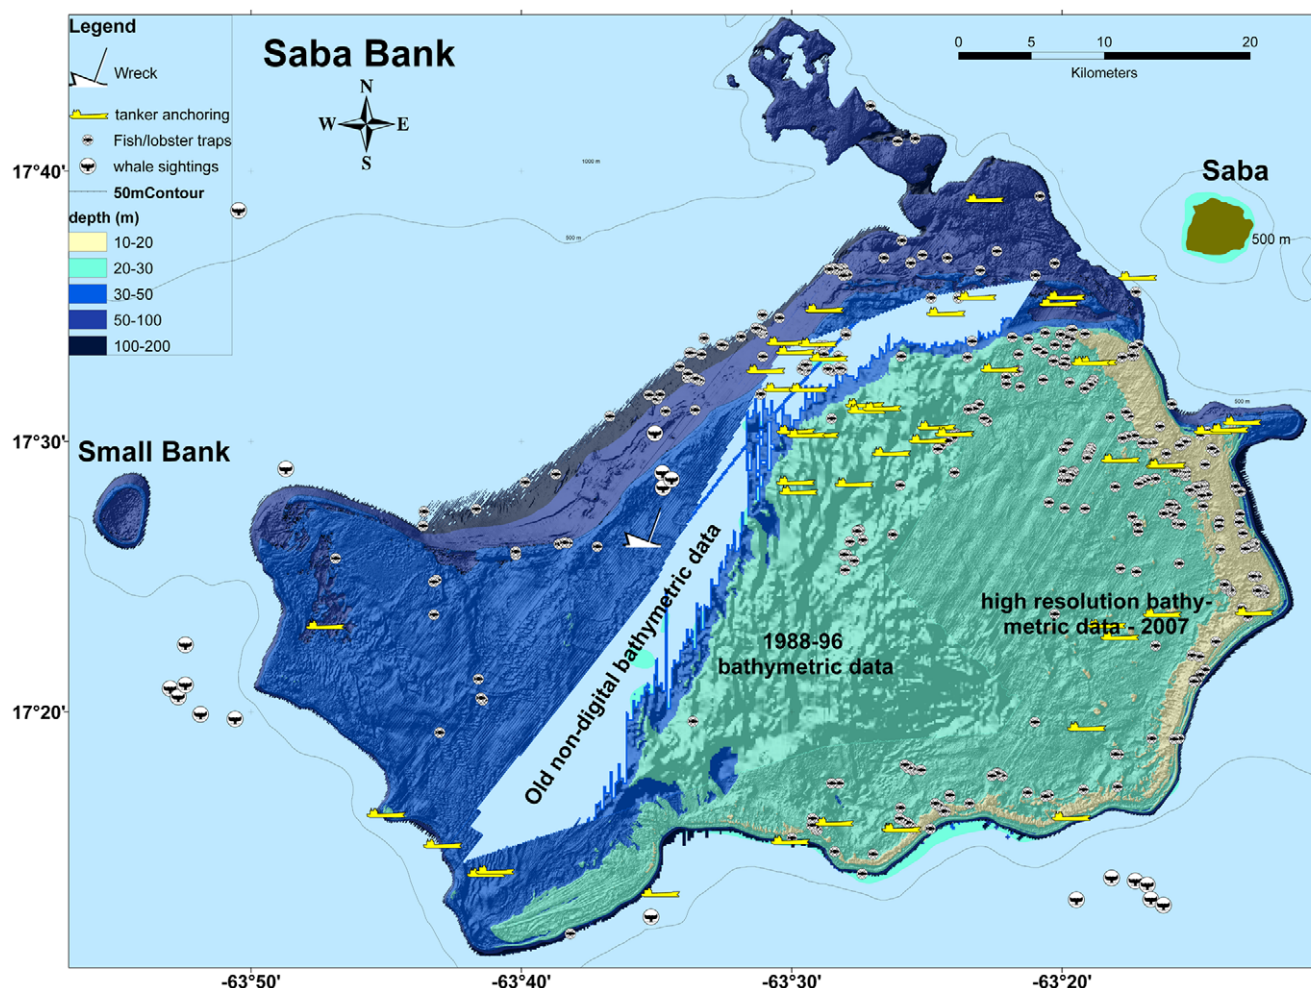 Legend
Wreck
tanker anchoring
Fish/lobster traps
whale sightings
50mContour
depth (m)
10-20
20-30
30-50
50-100
100-200
Saba Bank
N
W E
S
0 5 10 20
Kilometers
1000 m
500 m
Saba
500 m
500 m
Small Bank
Old non-digital bathymetric data
1988-96
bathymetric data
high resolution bathy-
metric data - 2007
17°40'
17°30'
17°20'
-63°50' -63°40' -63°30' -63°20'